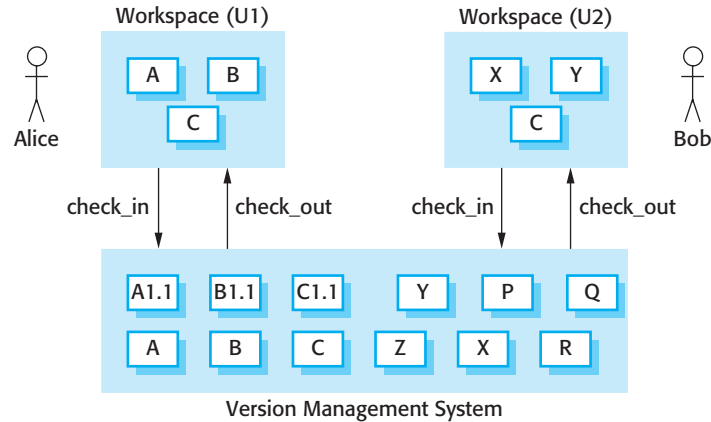 Workspace (U1)
Workspace (U2)
A
B
X
Y
C
C
Alice
Bob
check_in
check_out
check_in
check_out
A1.1
B1.1
C1.1
Y
P
Q
A
B
C
Z
X
R
Version Management System